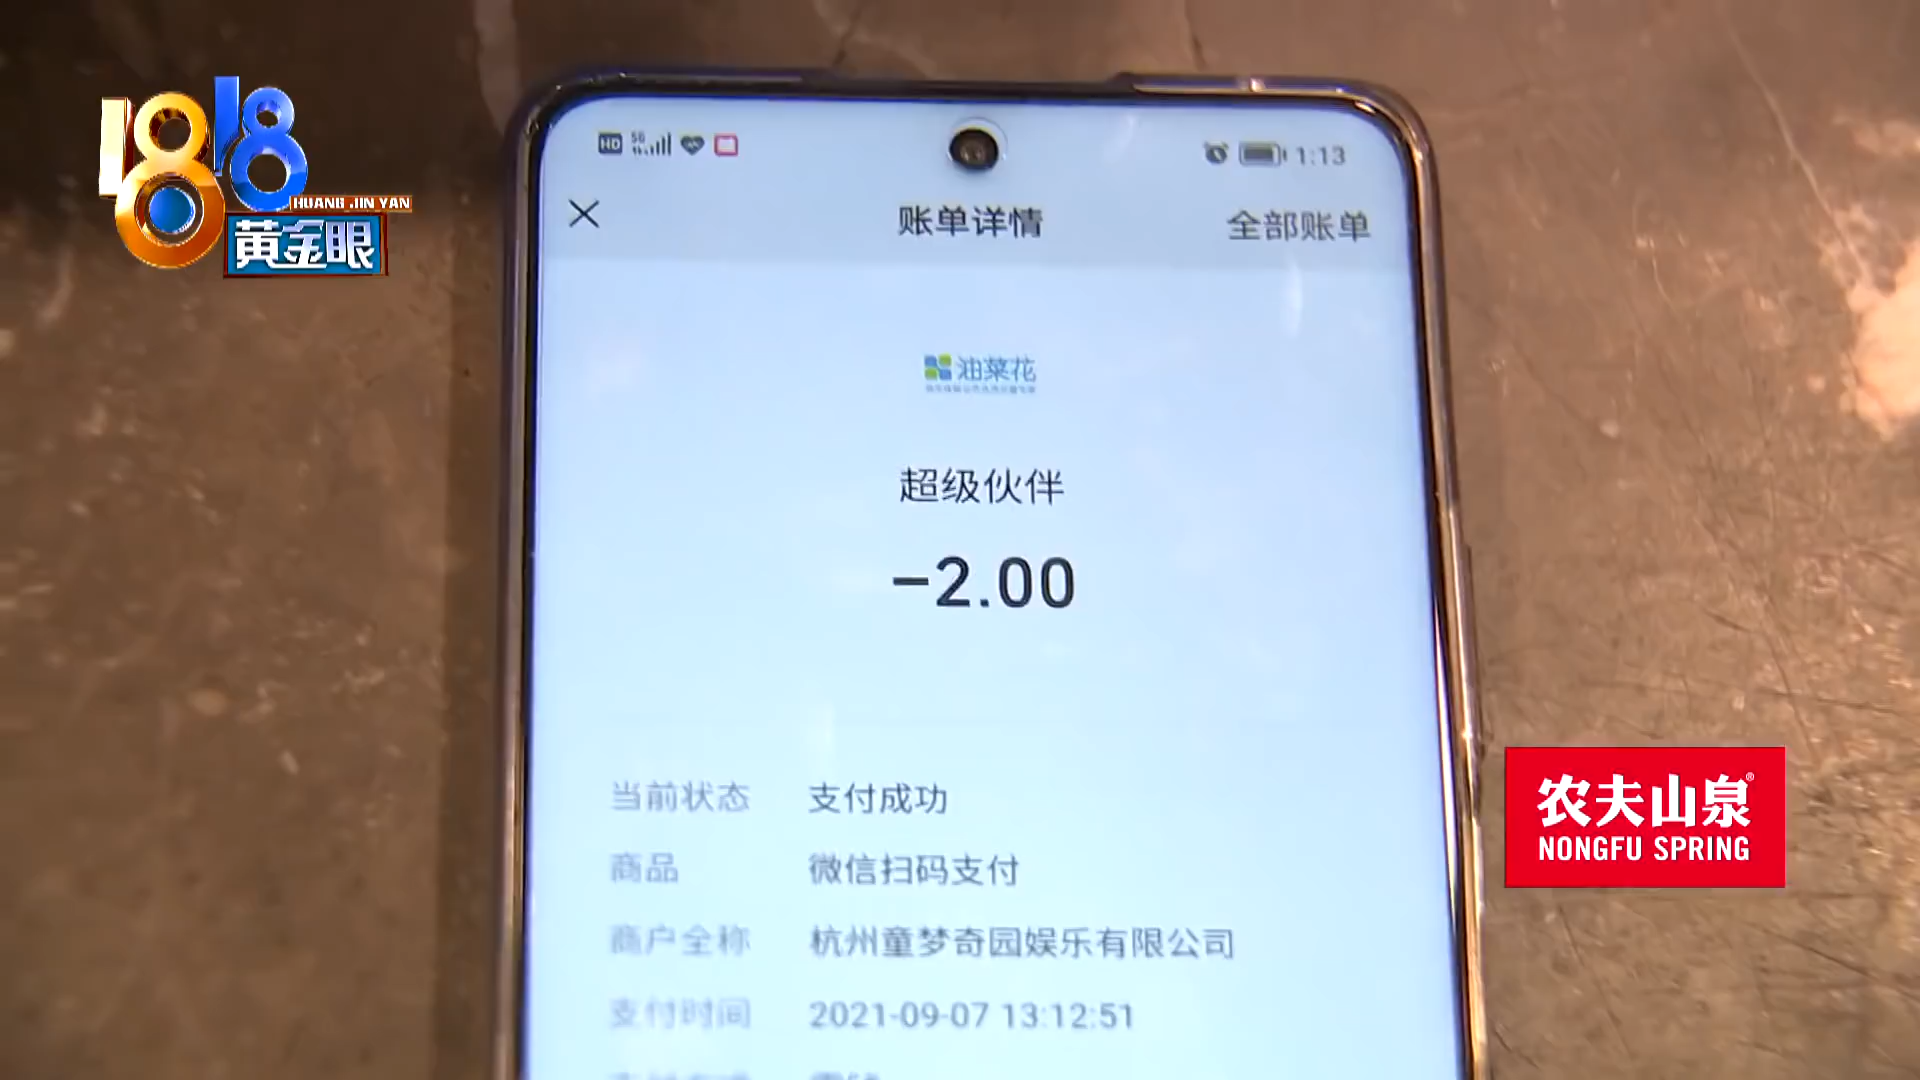 1818
HUANG JIN YAN
黄金眼
HD 5G
1:13
账单详情
全部账单
油菜花
超级伙伴
-2.00
当前状态 支付成功
商品 微信扫码支付
商户全称 杭州童梦奇园娱乐有限公司
支付时间 2021-09-07 13:12:51
农夫山泉®
NONGFU SPRING